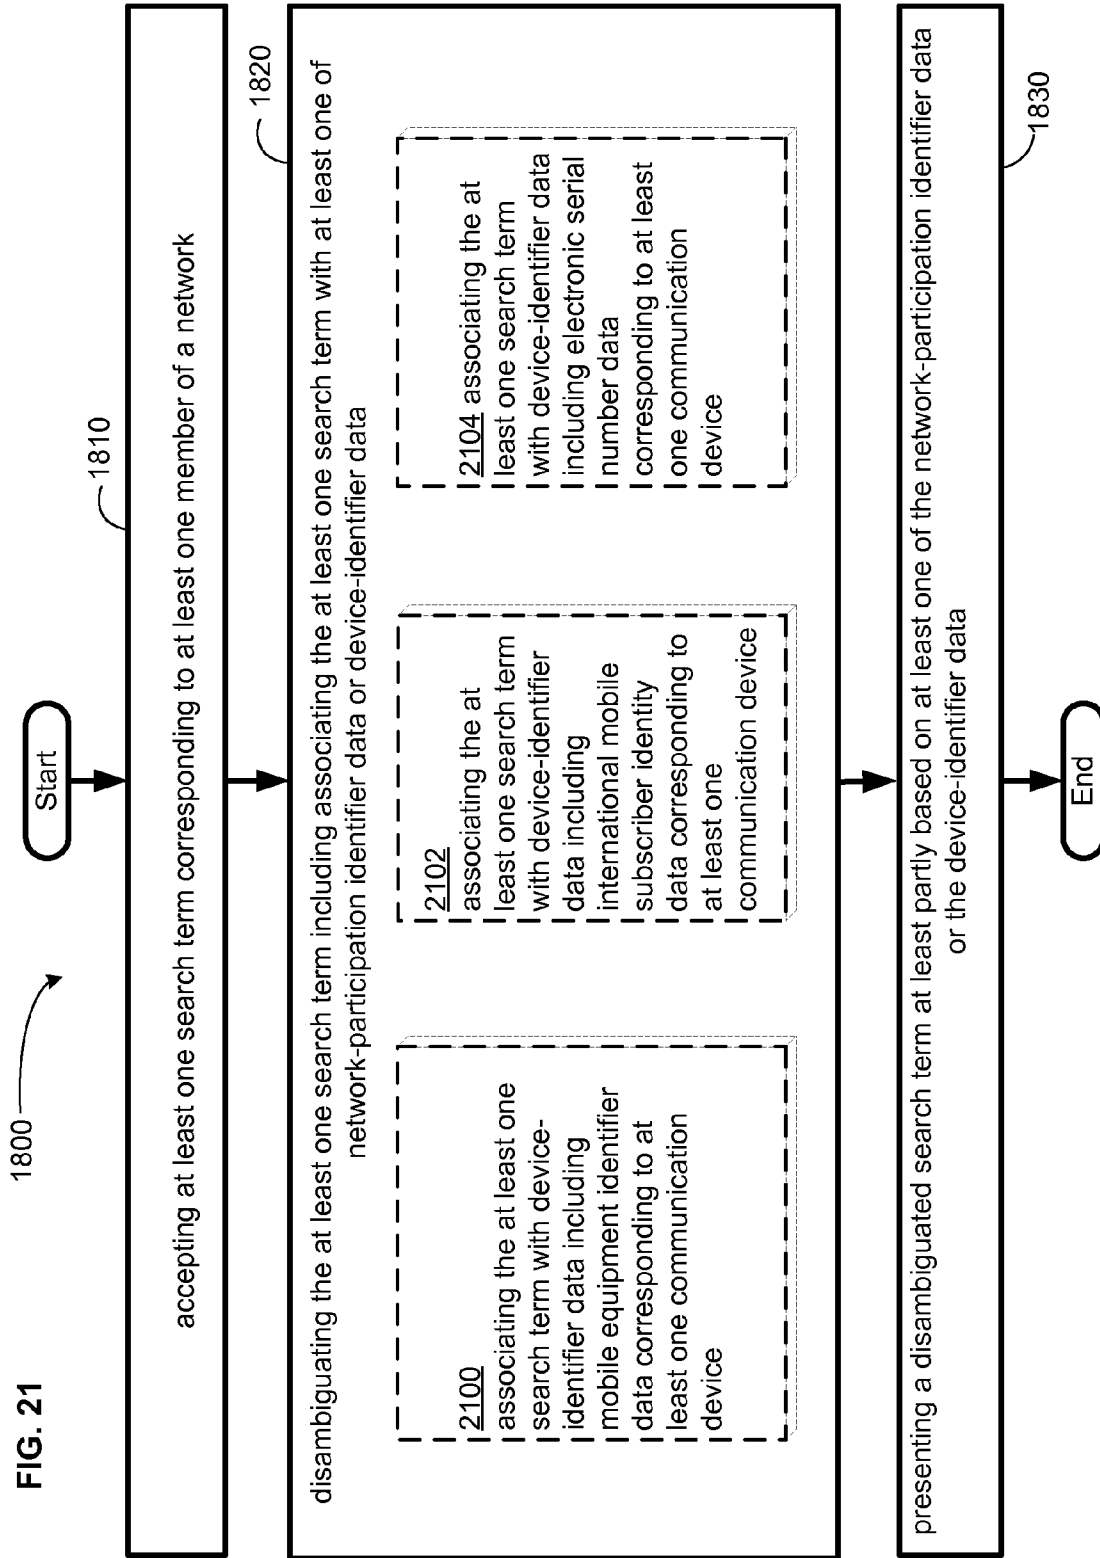 FIG. 21
1800
Start
1810
accepting at least one search term corresponding to at least one member of a network
1820
disambiguating the at least one search term including associating the at least one search term with at least one of
network-participation identifier data or device-identifier data
2100
associating the at least one
search term with device-
identifier data including
mobile equipment identifier
data corresponding to at
least one communication
device
2102
associating the at
least one search term
with device-identifier
data including
international mobile
subscriber identity
data corresponding to
at least one
communication device
2104 associating the at
least one search term
with device-identifier data
including electronic serial
number data
corresponding to at least
one communication
device
presenting a disambiguated search term at least partly based on at least one of the network-participation identifier data
or the device-identifier data
1830
End